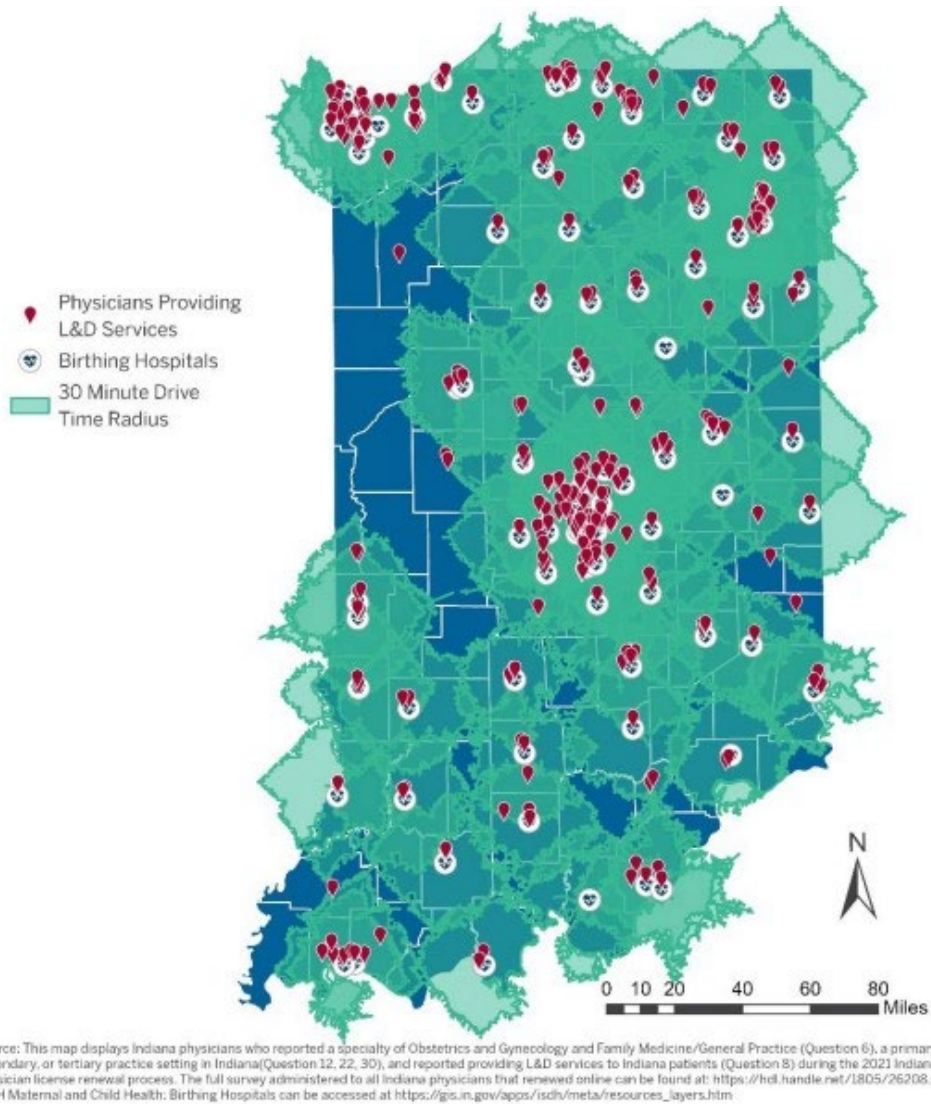 Physicians Providing
L&D Services
Birthing Hospitals
30 Minute Drive
Time Radius
N
0 10 20 40 60 80
Miles
rce: This map displays Indiana physicians who reported a specialty of Obstetrics and Gynecology and Family Medicine/General Practice (Question 6), a primar
ondary, or tertiary practice setting in Indiana(Question 12, 22, 30), and reported providing L&D services to Indiana patients (Question 8) during the 2021 Indian
sician license renewal process. The full survey administered to all Indiana physicians that renewed online can be found at: https://hdl.handle.net/1805/26208.
H Maternal and Child Health: Birthing Hospitals can be accessed at https://gis.in.gov/apps/isdh/meta/resources_layers.htm